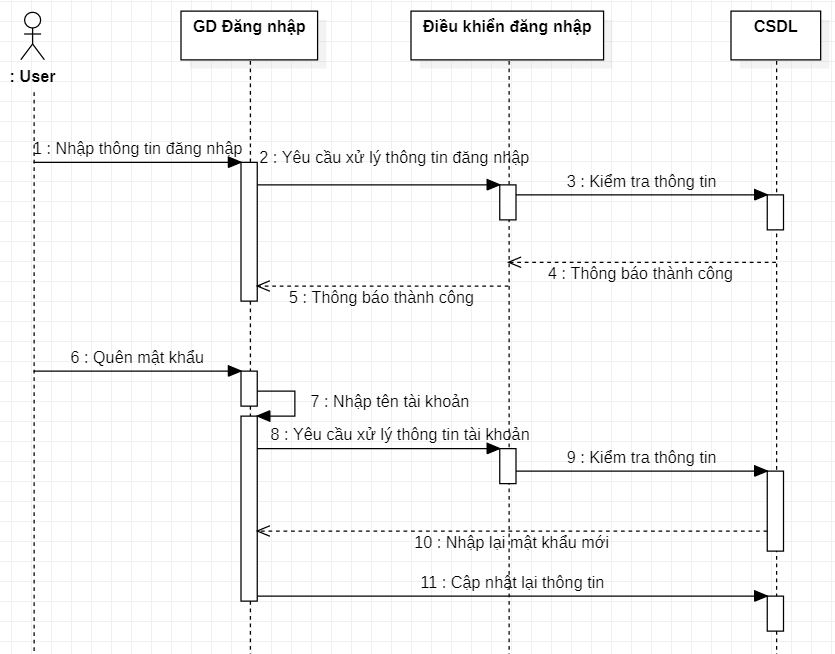 : User
GD Đăng nhập
Điều khiển đăng nhập
CSDL
1 : Nhập thông tin đăng nhập
2 : Yêu cầu xử lý thông tin đăng nhập
3 : Kiểm tra thông tin
4 : Thông báo thành công
5 : Thông báo thành công
6 : Quên mật khẩu
7 : Nhập tên tài khoản
8 : Yêu cầu xử lý thông tin tài khoản
9 : Kiểm tra thông tin
10 : Nhập lại mật khẩu mới
11 : Cập nhật lại thông tin